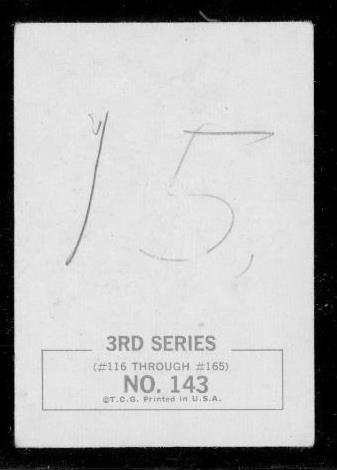 15,
3RD SERIES
(#116 THROUGH #165)
NO. 143
©T.C.G. Printed in U.S.A.